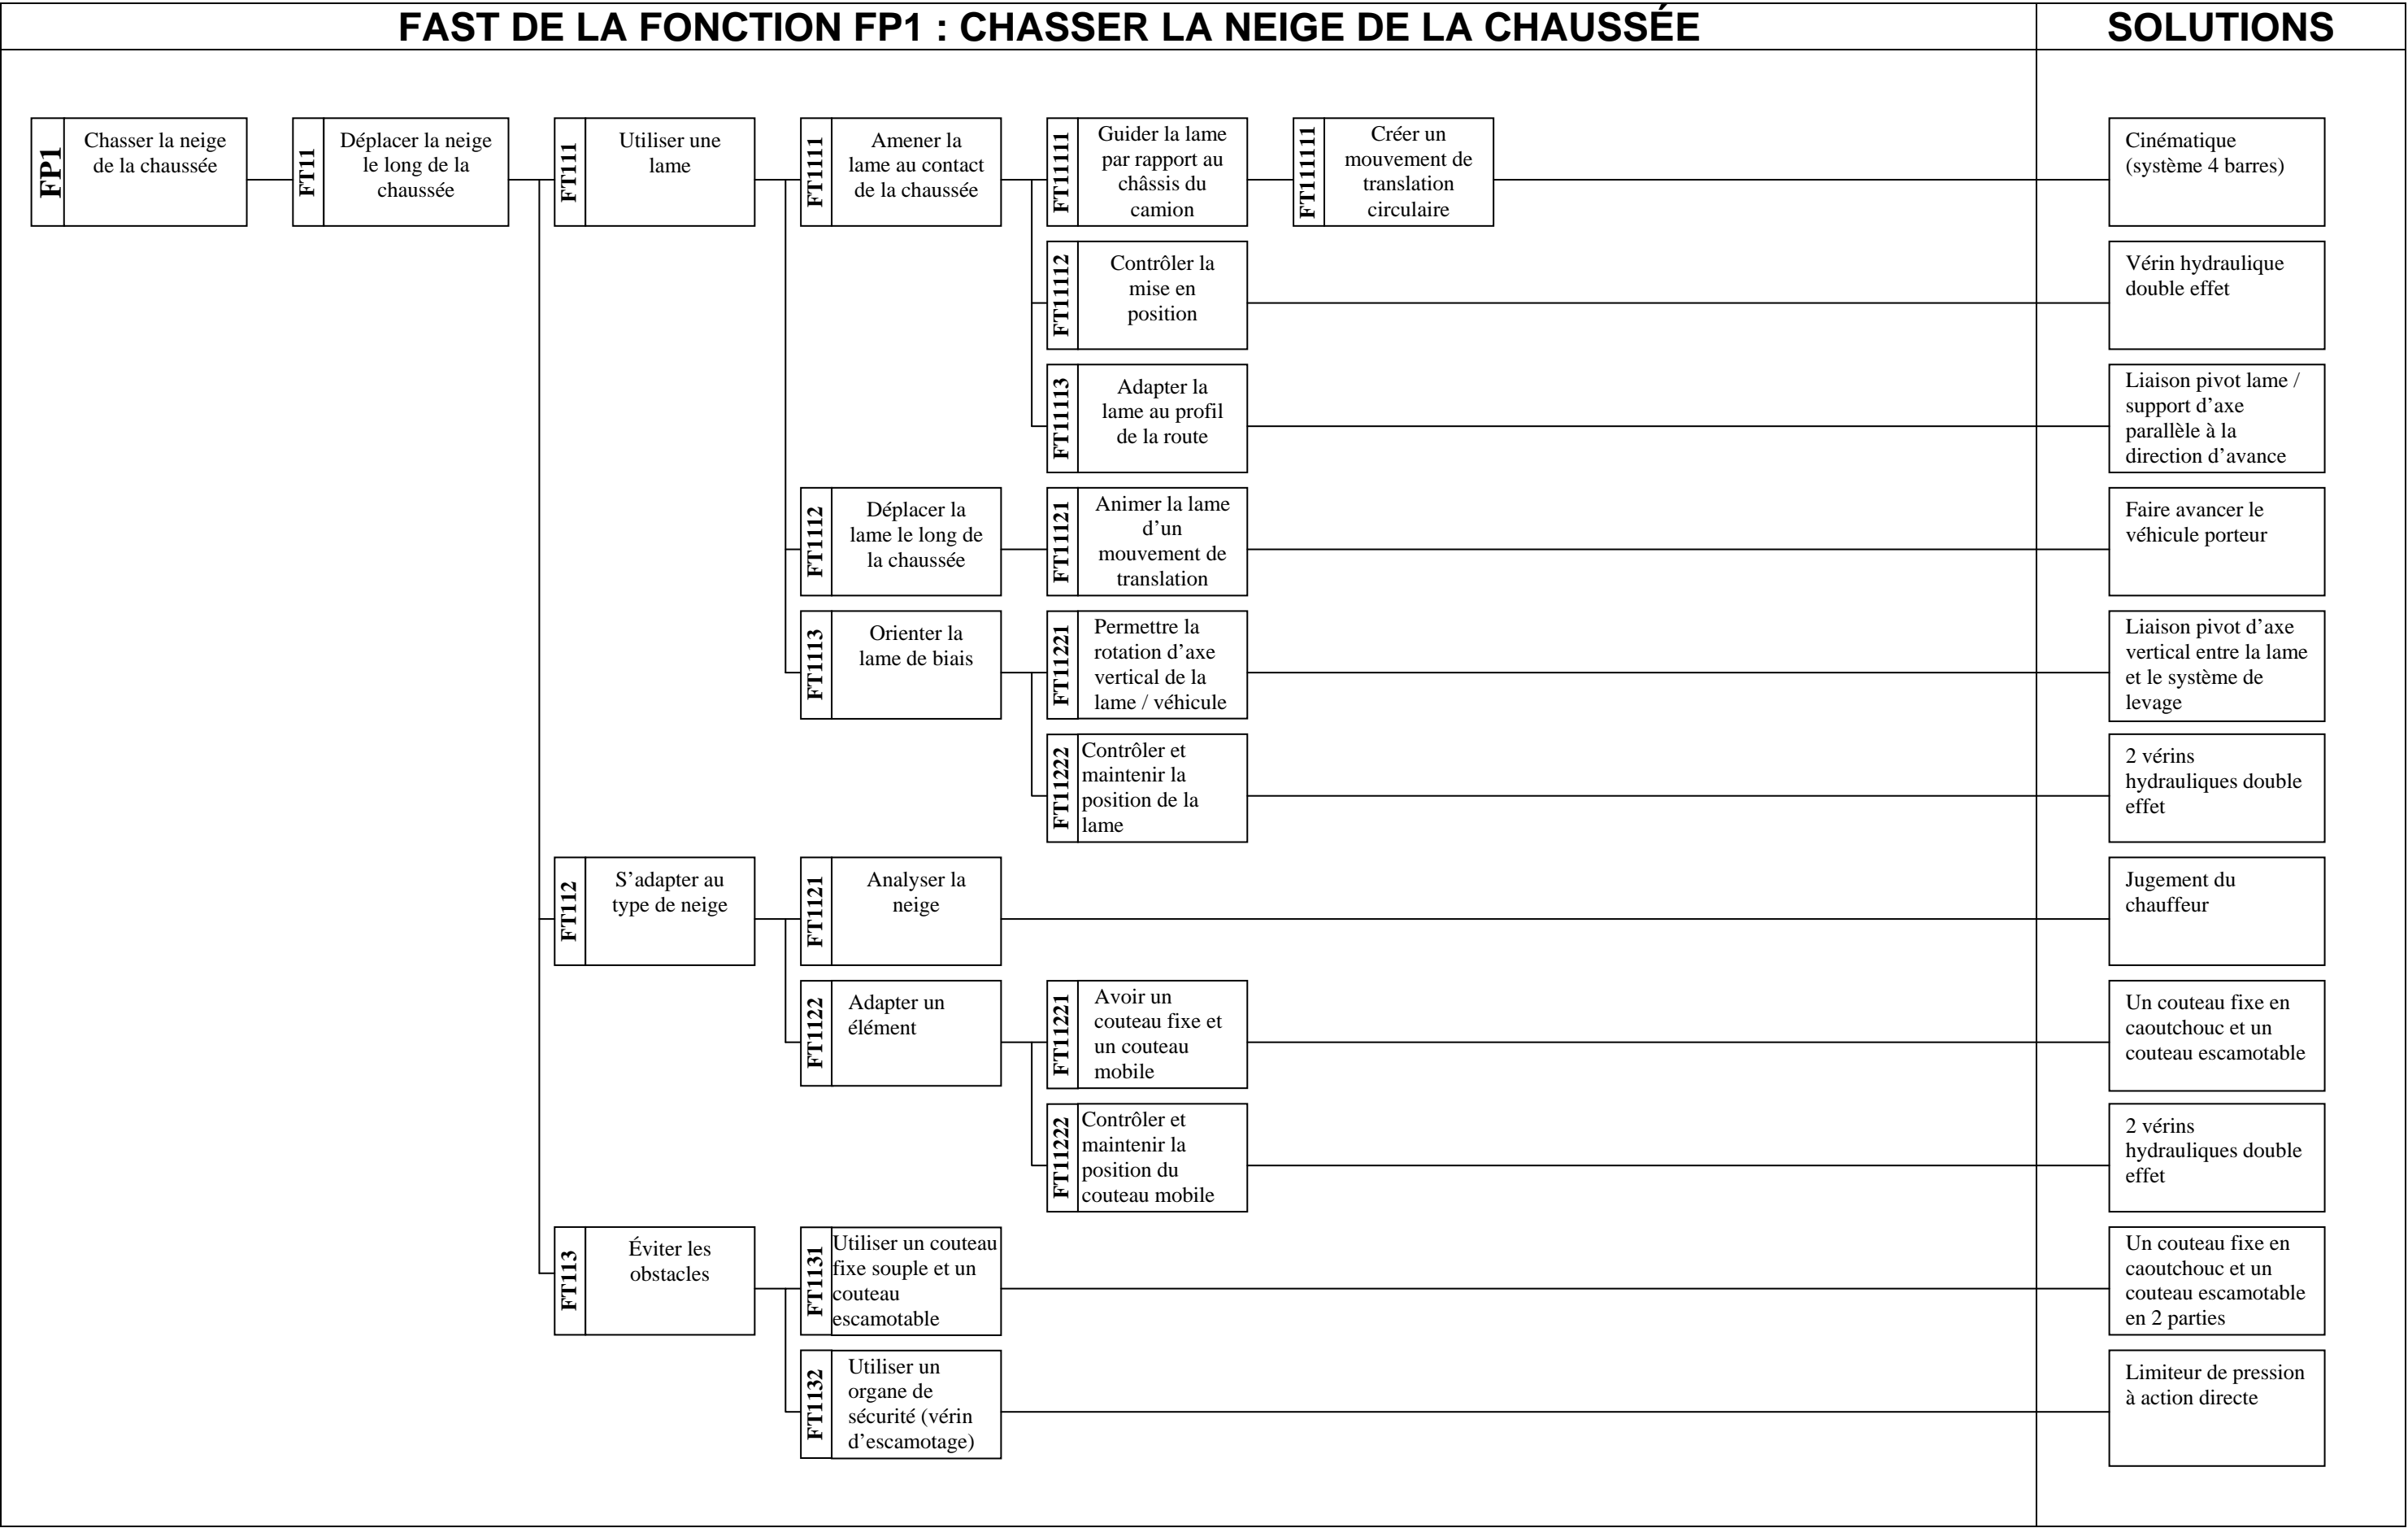 FAST DE LA FONCTION FP1 : CHASSER LA NEIGE DE LA CHAUSSÉE
SOLUTIONS
FP1
Chasser la neige
de la chaussée
FT11
Déplacer la neige
le long de la
chaussée
FT111
Utiliser une
lame
FT1111
Amener la
lame au contact
de la chaussée
FT11111
Guider la lame
par rapport au
châssis du
camion
FT111111
Créer un
mouvement de
translation
circulaire
Cinématique
(système 4 barres)
FT11112
Contrôler la
mise en
position
Vérin hydraulique
double effet
FT11113
Adapter la
lame au profil
de la route
Liaison pivot lame /
support d’axe
parallèle à la
direction d’avance
FT1112
Déplacer la
lame le long de
la chaussée
FT11121
Animer la lame
d’un
mouvement de
translation
Faire avancer le
véhicule porteur
FT1113
Orienter la
lame de biais
FT11221
Permettre la
rotation d’axe
vertical de la
lame / véhicule
Liaison pivot d’axe
vertical entre la lame
et le système de
levage
FT11222
Contrôler et
maintenir la
position de la
lame
2 vérins
hydrauliques double
effet
FT112
S’adapter au
type de neige
FT1121
Analyser la
neige
Jugement du
chauffeur
FT1122
Adapter un
élément
FT11221
Avoir un
couteau fixe et
un couteau
mobile
Un couteau fixe en
caoutchouc et un
couteau escamotable
FT11222
Contrôler et
maintenir la
position du
couteau mobile
2 vérins
hydrauliques double
effet
FT113
Éviter les
obstacles
FT1131
Utiliser un couteau
fixe souple et un
couteau
escamotable
Un couteau fixe en
caoutchouc et un
couteau escamotable
en 2 parties
FT1132
Utiliser un
organe de
sécurité (vérin
d’escamotage)
Limiteur de pression
à action directe